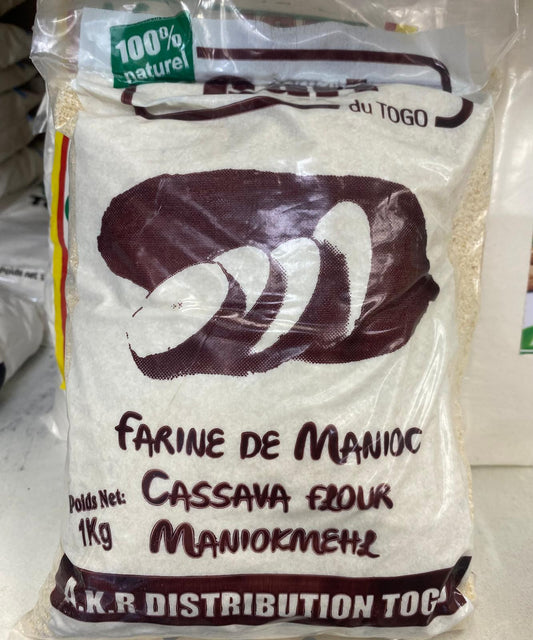 100%
naturel
du TOGO
FARINE DE MANIOC
Poids Net:
1Kg
CASSAVA FLOUR
MANIOKMEHL
A.K.R DISTRIBUTION TOGO